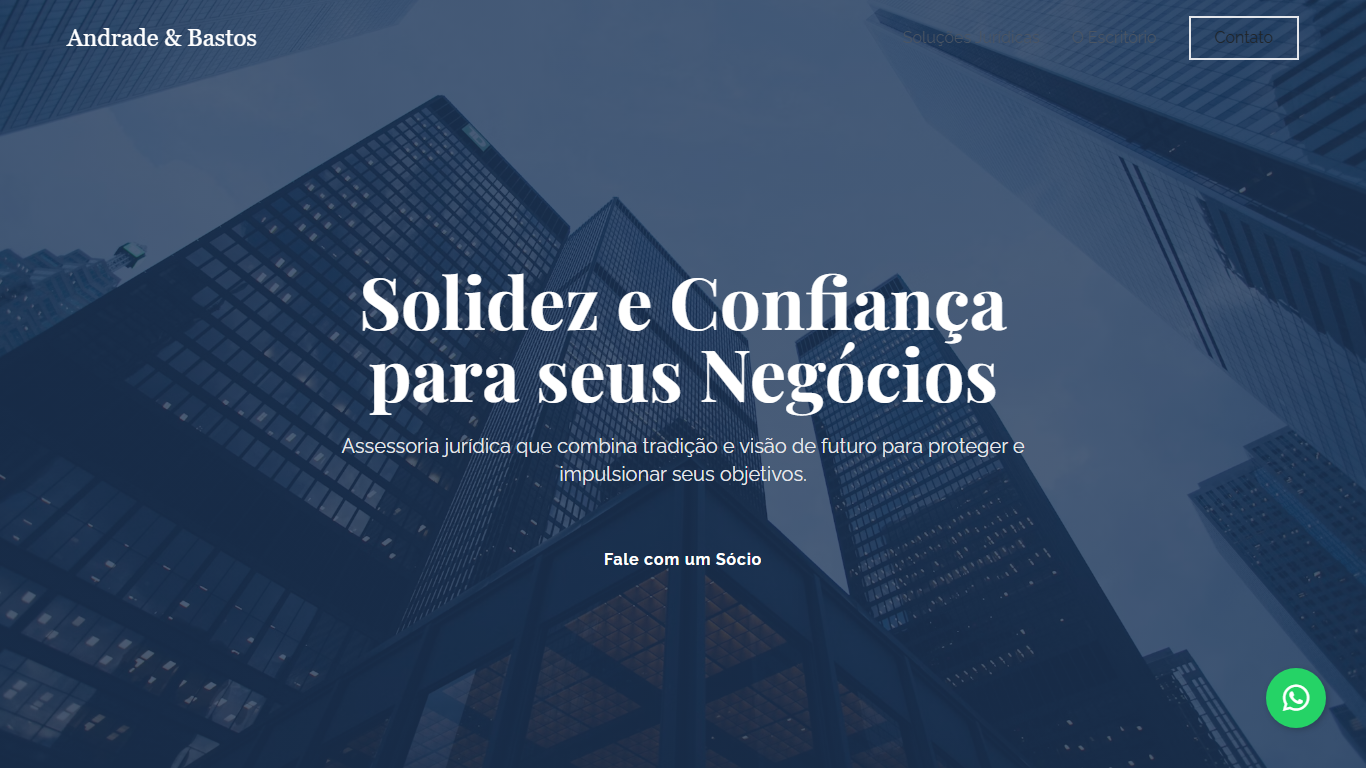 Andrade & Bastos
Soluções
O Escritório
Contato
Solidez e Confiança
para seus Negócios
Assessoria jurídica que combina tradição e visão de futuro para proteger e
impulsionar seus objetivos.
Fale com um Sócio